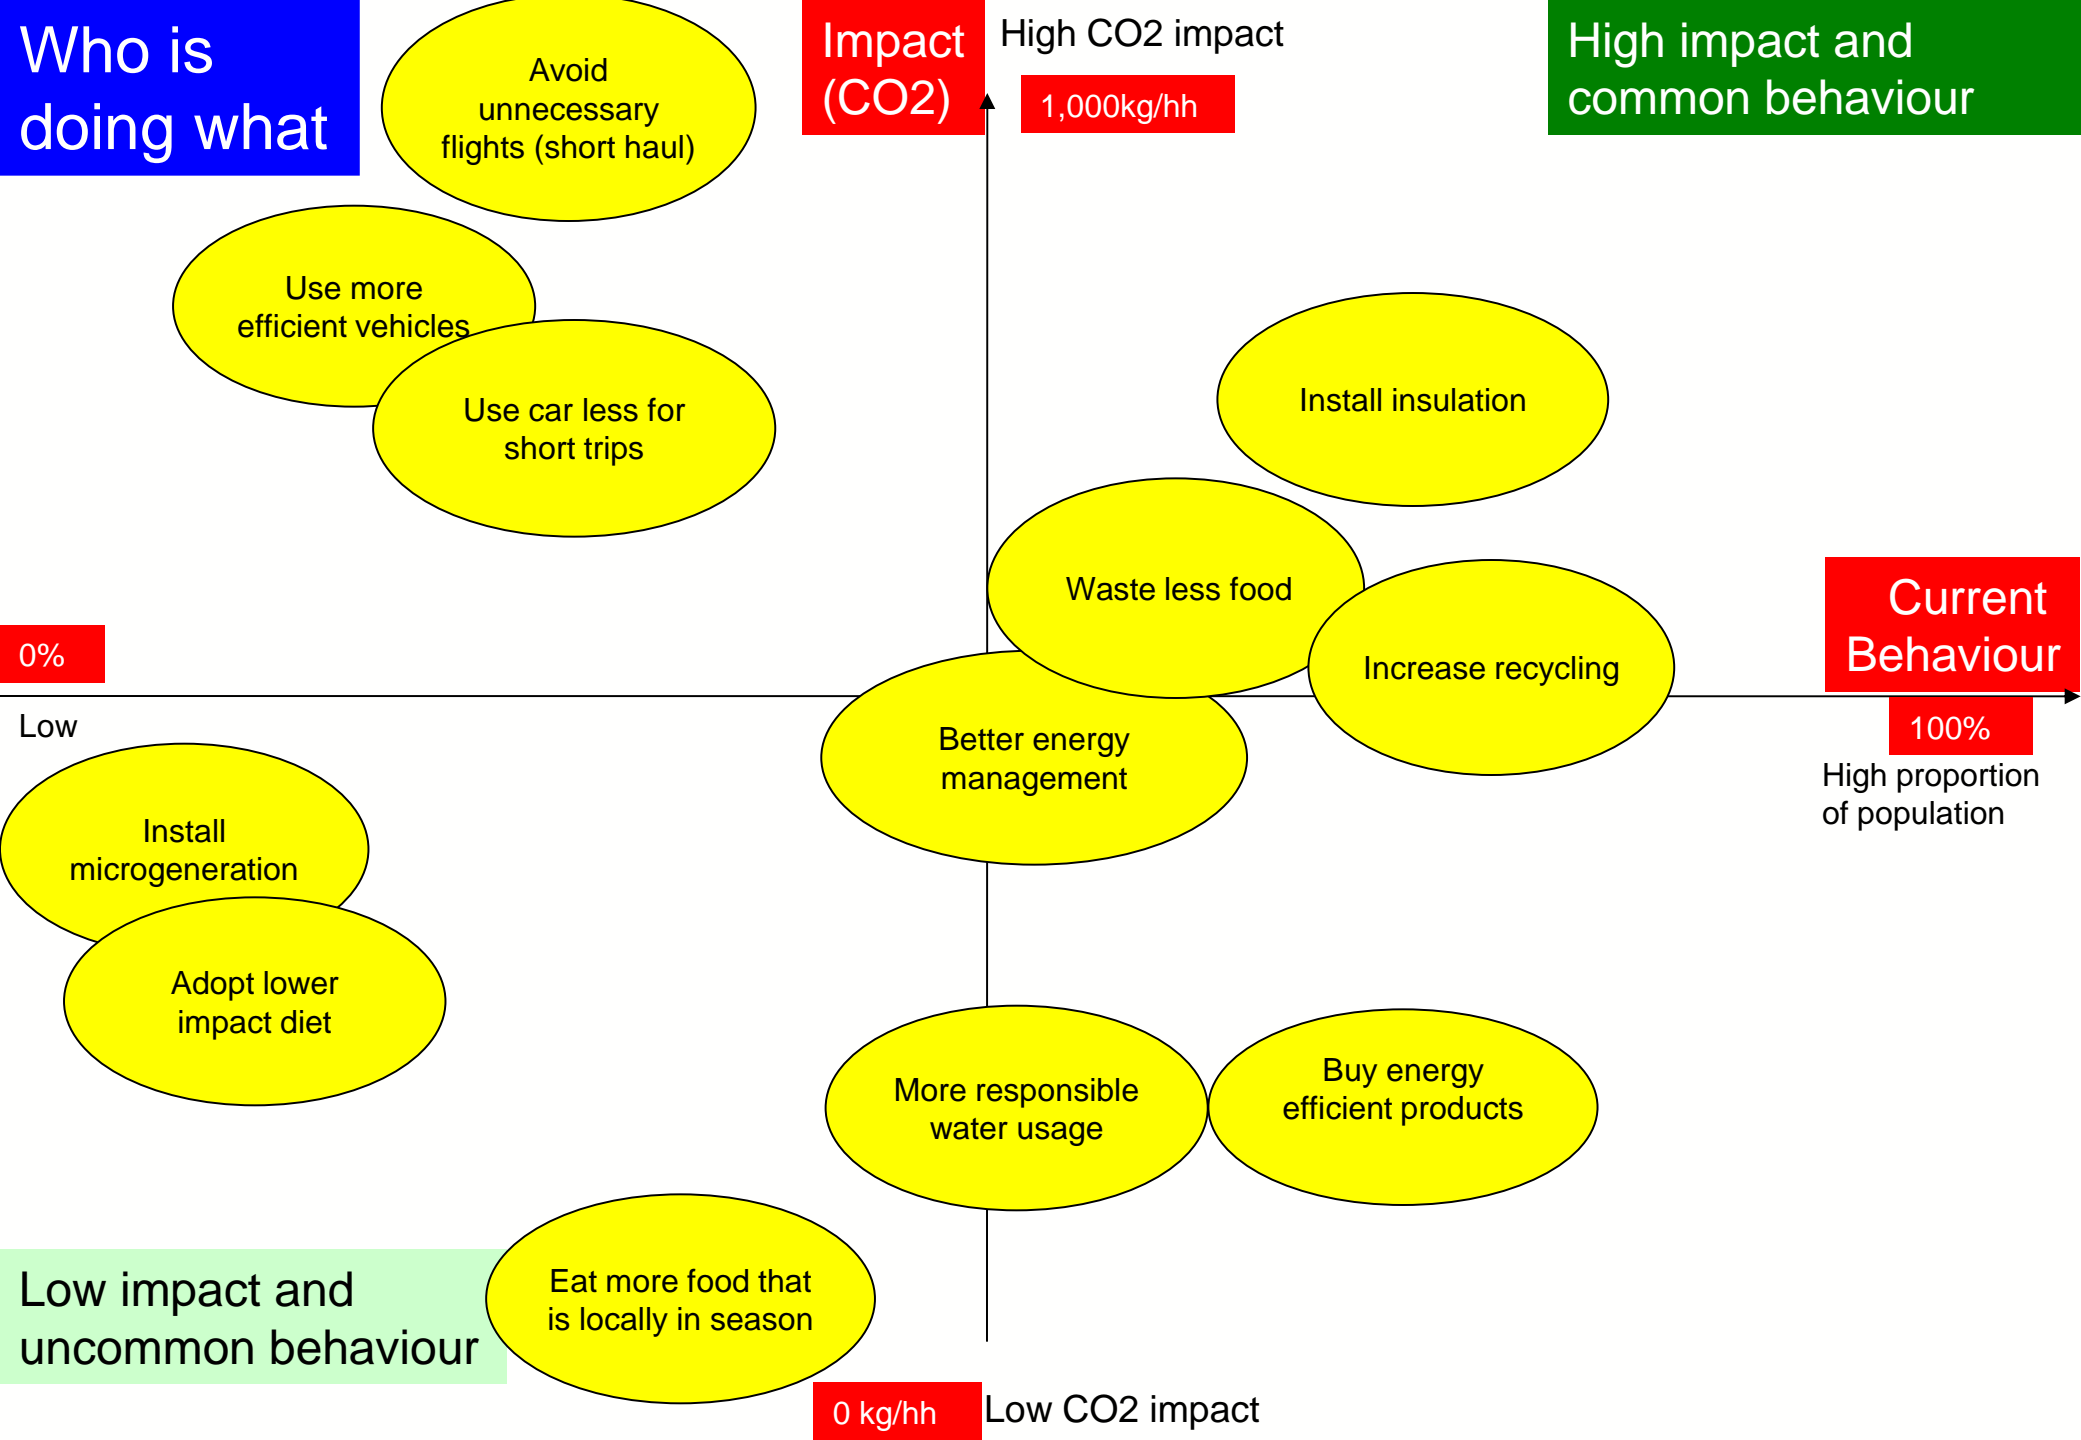 Who is
doing what
Avoid
unnecessary
flights (short haul)
Impact
(CO2)
High CO2 impact
1,000kg/hh
High impact and
common behaviour
Use more
efficient vehicles
Use car less for
short trips
Install insulation
Waste less food
Increase recycling
Current
Behaviour
0%
Low
100%
High proportion
of population
Better energy
management
Install
microgeneration
Adopt lower
impact diet
More responsible
water usage
Buy energy
efficient products
Low impact and
uncommon behaviour
Eat more food that
is locally in season
0 kg/hh
Low CO2 impact